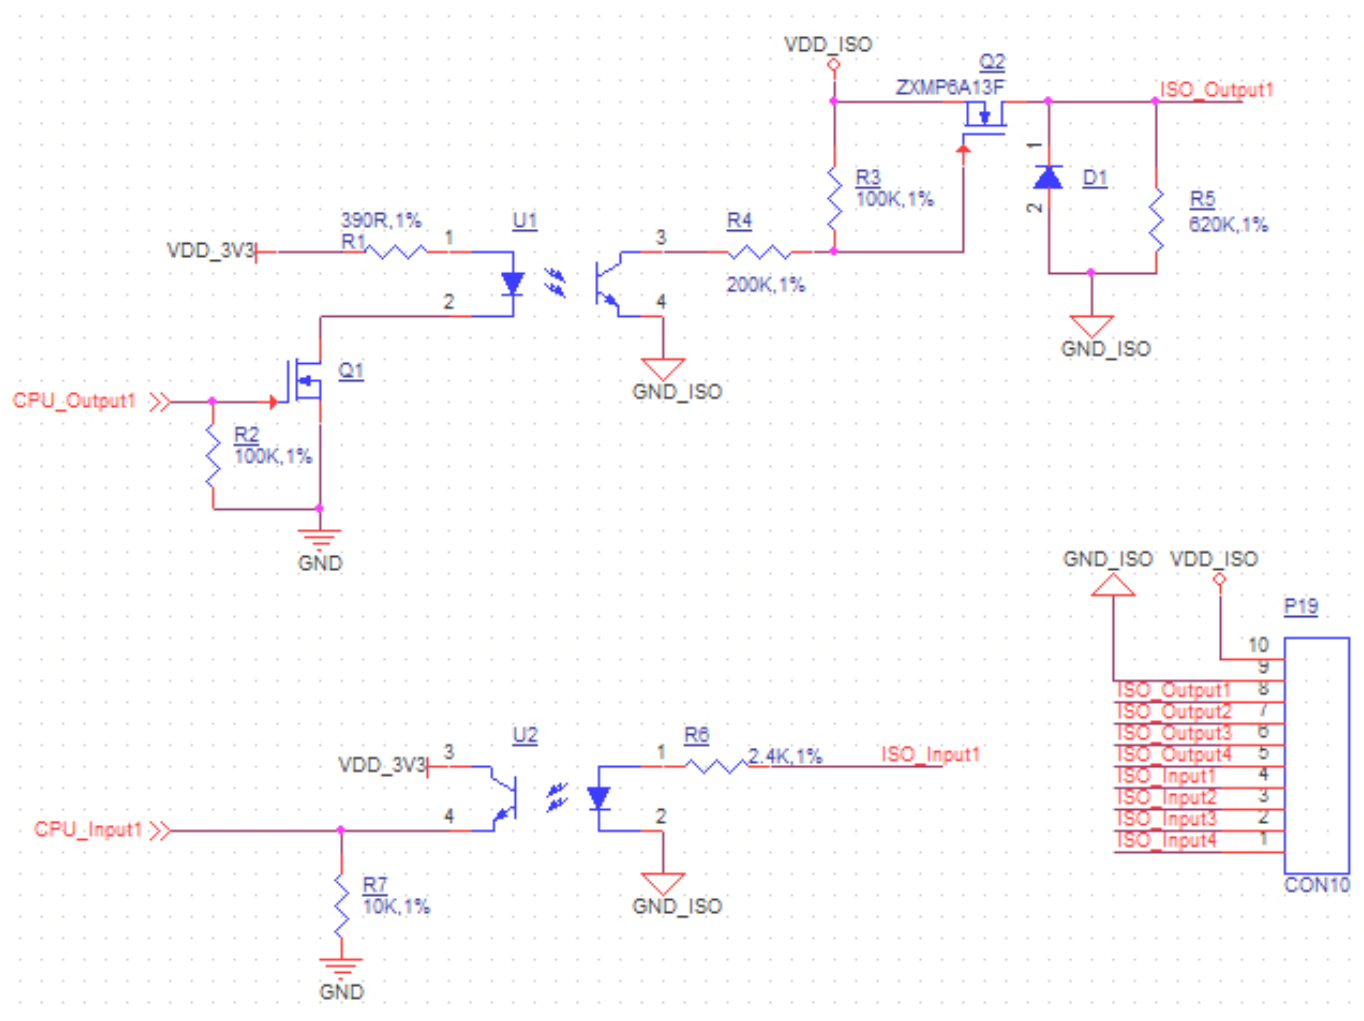 VDD_ISO
Q2
ZXMP6A13F
ISO_Output1
1
D1
2
R3
100K,1%
R5
620K,1%
390R,1%
R1
VDD_3V3
1
U1
3
R4
200K,1%
2
4
GND_ISO
GND_ISO
Q1
CPU_Output1
R2
100K,1%
GND
GND_ISO
VDD_ISO
P19
10
9
ISO_Output1
8
ISO_Output2
7
ISO_Output3
6
ISO_Output4
5
ISO_Input1
4
ISO_Input2
3
ISO_Input3
2
ISO_Input4
1
CON10
VDD_3V3
3
U2
1
R6
2.4K,1%
ISO_Input1
CPU_Input1
4
2
GND_ISO
R7
10K,1%
GND